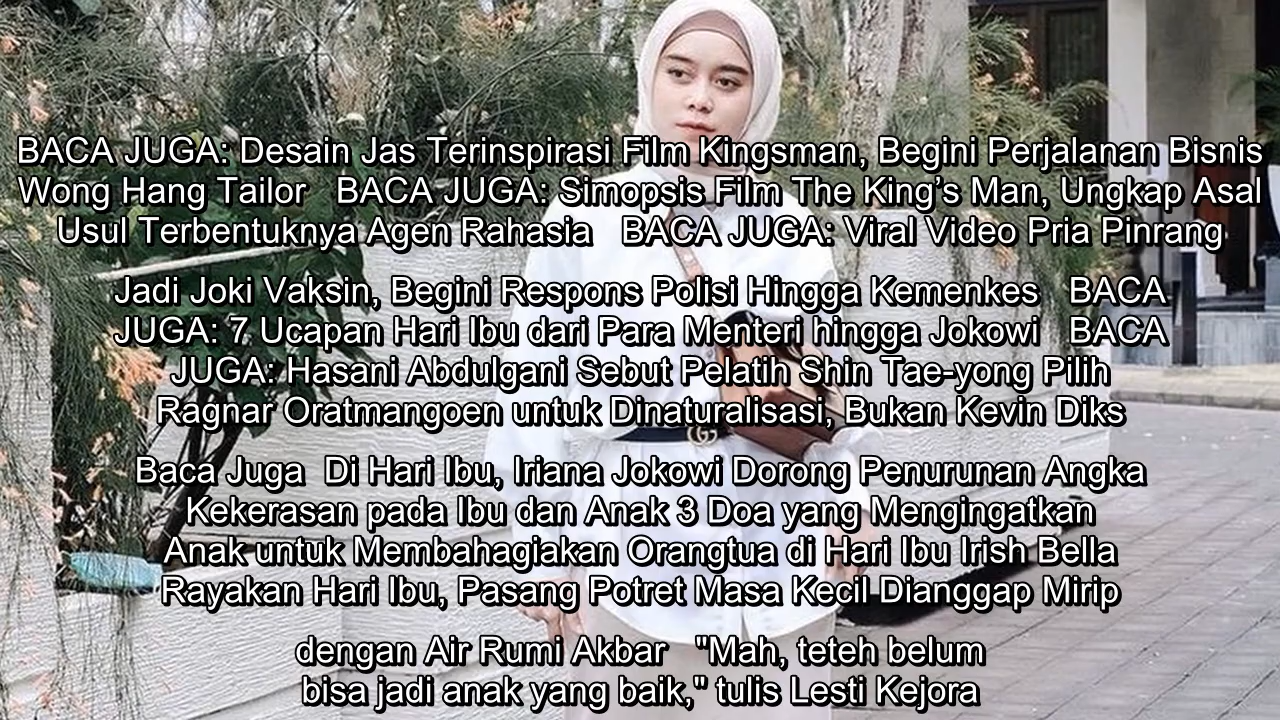 BACA JUGA: Desain Jas Terinspirasi Film Kingsman, Begini Perjalanan Bisnis
Wong Hang Tailor BACA JUGA: Simopsis Film The King’s Man, Ungkap Asal
Usul Terbentuknya Agen Rahasia BACA JUGA: Viral Video Pria Pinrang
Jadi Joki Vaksin, Begini Respons Polisi Hingga Kemenkes BACA
JUGA: 7 Ucapan Hari Ibu dari Para Menteri hingga Jokowi BACA
JUGA: Hasani Abdulgani Sebut Pelatih Shin Tae-yong Pilih
Ragnar Oratmangoen untuk Dinaturalisasi, Bukan Kevin Diks
Baca Juga Di Hari Ibu, Iriana Jokowi Dorong Penurunan Angka
Kekerasan pada Ibu dan Anak 3 Doa yang Mengingatkan
Anak untuk Membahagiakan Orangtua di Hari Ibu Irish Bella
Rayakan Hari Ibu, Pasang Potret Masa Kecil Dianggap Mirip
dengan Air Rumi Akbar "Mah, teteh belum
bisa jadi anak yang baik," tulis Lesti Kejora